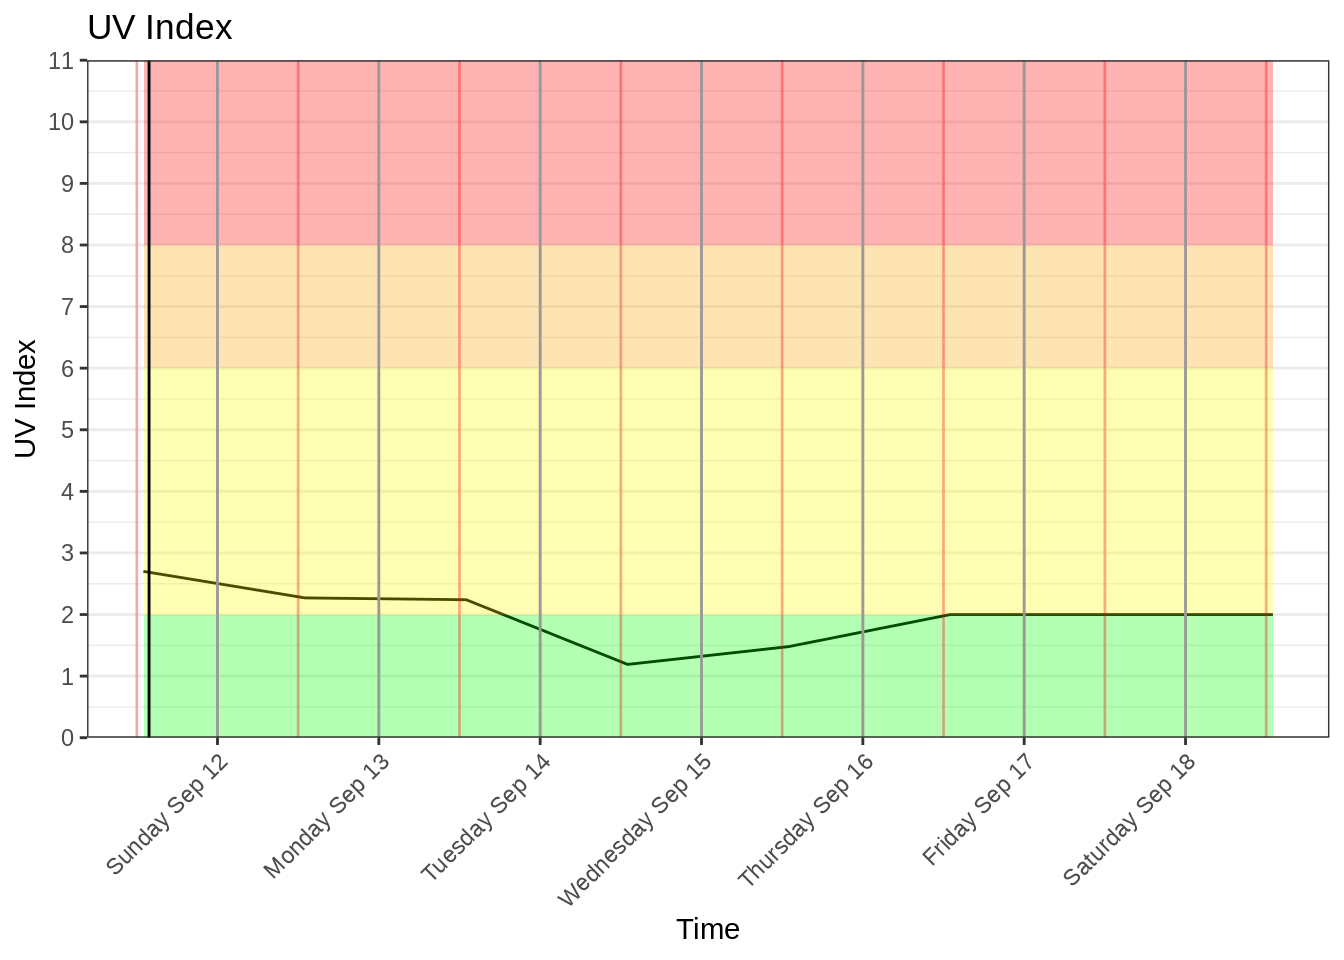 UV Index
11
10
9
8
7
6
5
4
3
2
1
0
UV Index
Sunday Sep 12
Monday Sep 13
Tuesday Sep 14
Wednesday Sep 15
Thursday Sep 16
Friday Sep 17
Saturday Sep 18
Time